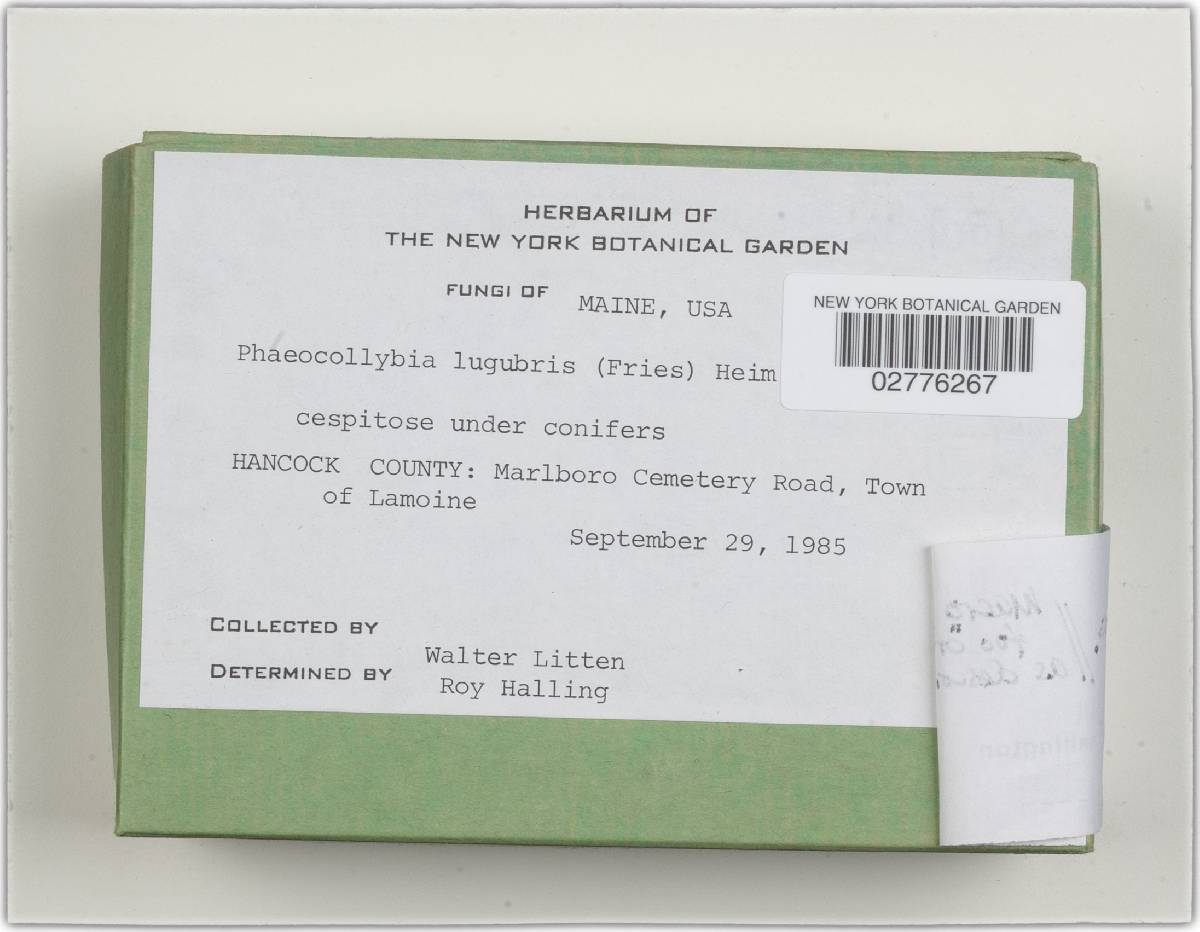 HERBARIUM OF
THE NEW YORK BOTANICAL GARDEN
FUNGI OF MAINE, USA
NEW YORK BOTANICAL GARDEN
02776267
Phaeocollybia lugubris (Fries) Heim
cespitose under conifers
HANCOCK COUNTY: Marlboro Cemetery Road, Town
of Lamoine
September 29, 1985
COLLECTED BY Walter Litten
DETERMINED BY Roy Halling